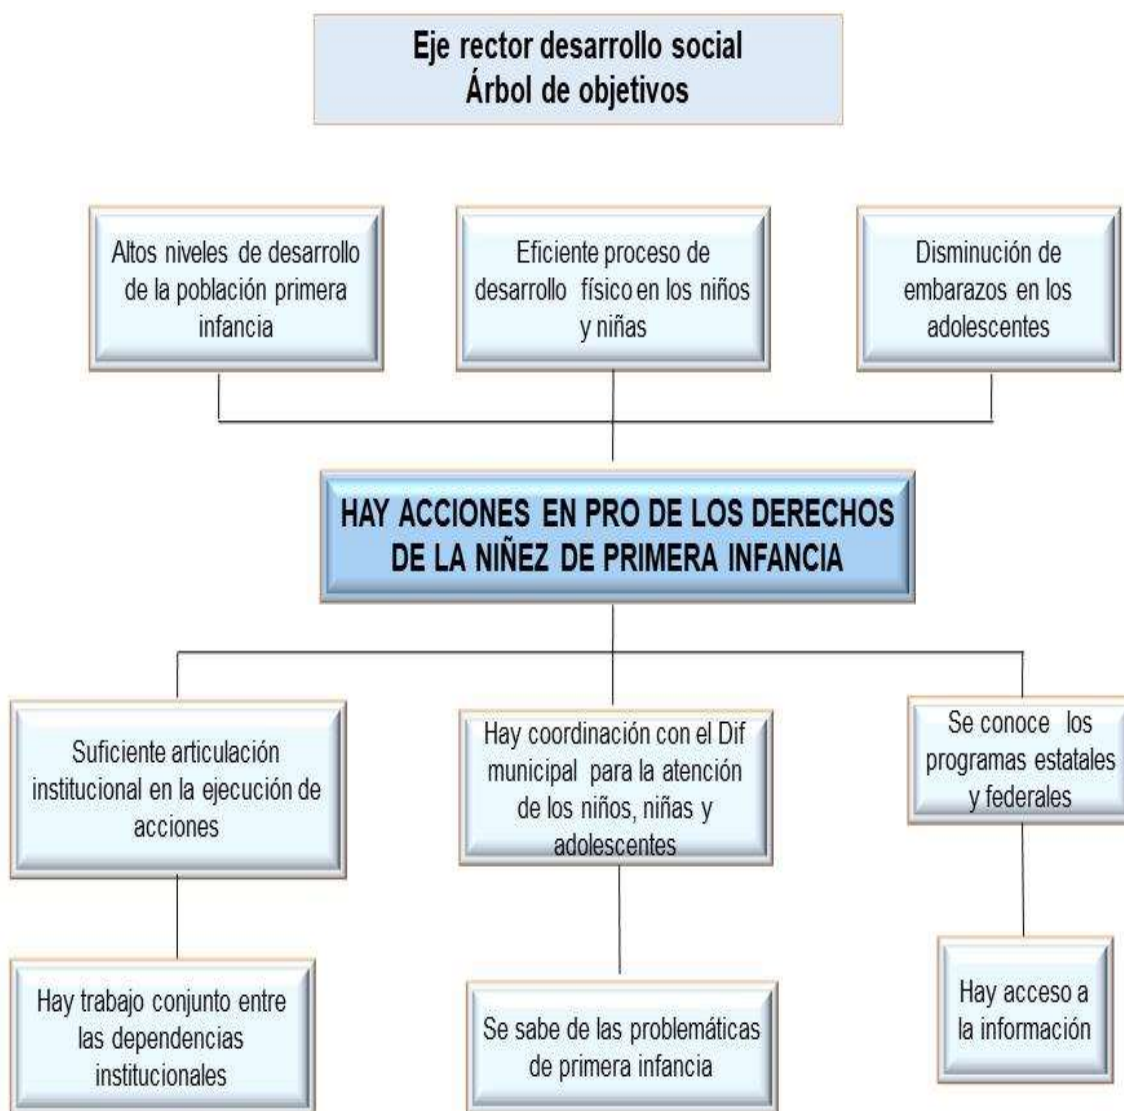 Eje rector desarrollo social
Árbol de objetivos
Altos niveles de desarrollo
de la población primera
infancia
Eficiente proceso de
desarrollo físico en los niños
y niñas
Disminución de
embarazos en los
adolescentes
HAY ACCIONES EN PRO DE LOS DERECHOS
DE LA NIÑEZ DE PRIMERA INFANCIA
Suficiente articulación
institucional en la ejecución de
acciones
Hay coordinación con el Dif
municipal para la atención
de los niños, niñas y
adolescentes
Se conoce los
programas estatales
y federales
Hay trabajo conjunto entre
las dependencias
institucionales
Se sabe de las problemáticas
de primera infancia
Hay acceso a
la información